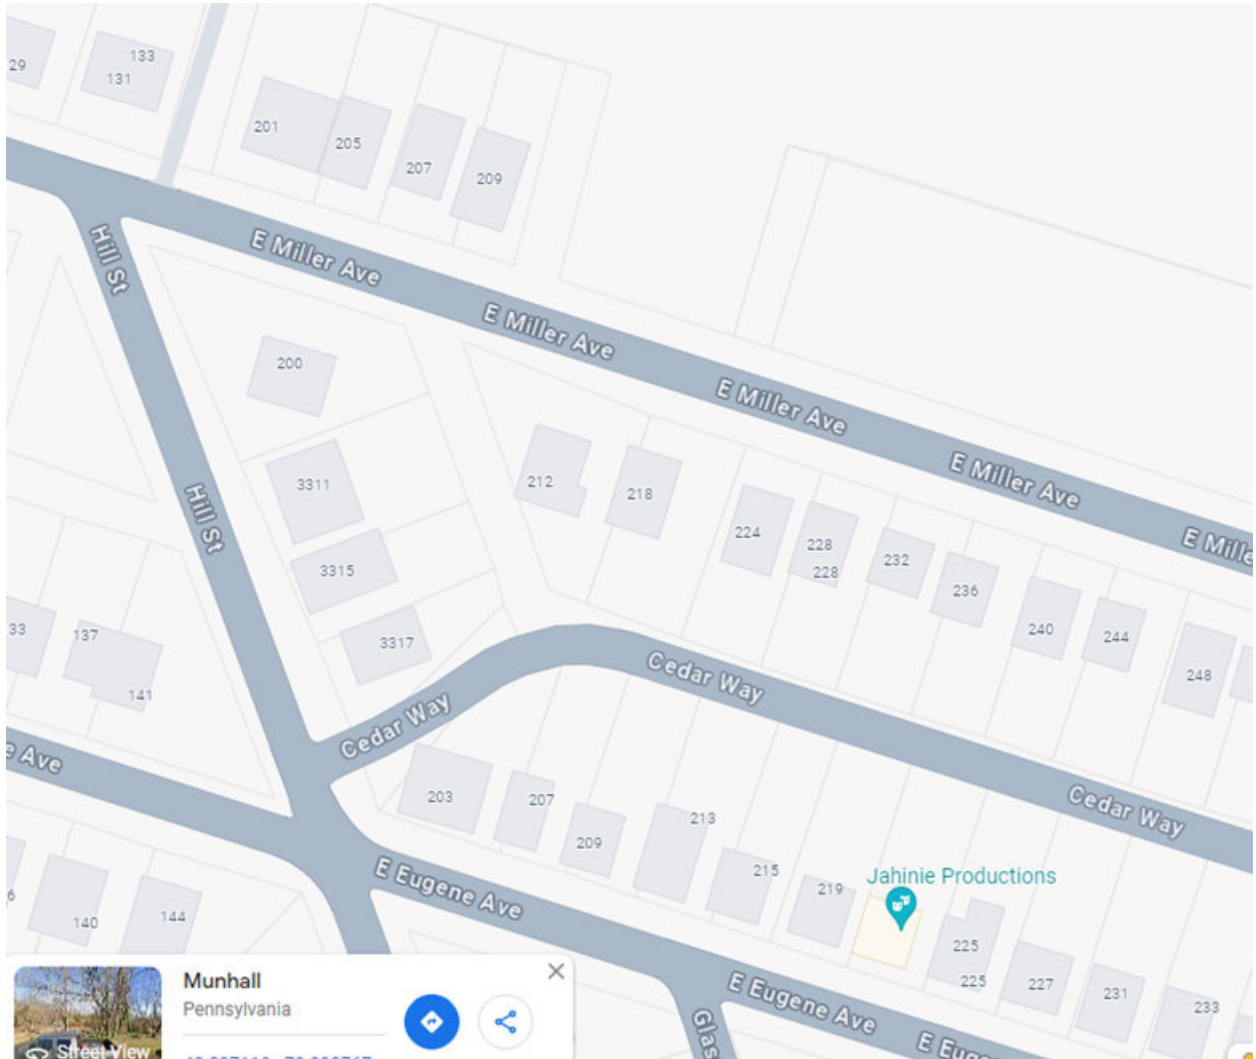 29
133
131
201
205
207
209
Hill St
E Miller Ave
E Miller Ave
E Miller Ave
E Miller Ave
E Mille
200
212
218
3311
Hill St
224
228
228
232
236
240
244
248
3315
3317
33
137
141
Cedar Way
Cedar Way
Cedar Way
e Ave
203
207
209
213
215
219
Jahinie Productions
E Eugene Ave
140
144
6
225
225
227
231
233
E Eugene Ave
E Eugene
Glas
Munhall
Pennsylvania
Street View